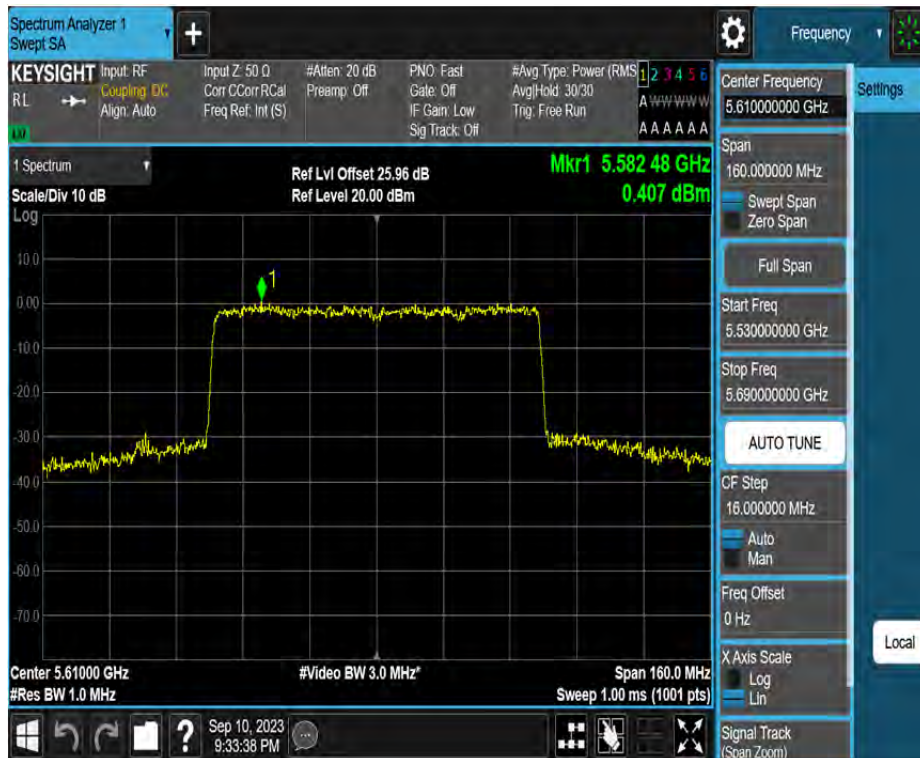 Spectrum Analyzer 1
Swept SA
+
Frequency
KEYSIGHT
RL
Input: RF
Coupling: DC
Align: Auto
Input Z: 50 Ω
Corr CCorr RCal
Freq Ref: Int (S)
#Atten: 20 dB
Preamp: Off
PNO: Fast
Gate: Off
IF Gain: Low
Sig Track: Off
#Avg Type: Power (RMS
Avg|Hold: 30/30
Trig: Free Run
1 2 3 4 5 6
A W W W W W
A A A A A A
1 Spectrum
Scale/Div 10 dB
Ref Lvl Offset 25.96 dB
Ref Level 20.00 dBm
Mkr1 5.582 48 GHz
0.407 dBm
Log
10.0
0.00
-10.0
-20.0
-30.0
-40.0
-50.0
-60.0
-70.0
1
Center 5.61000 GHz
#Res BW 1.0 MHz
#Video BW 3.0 MHz*
Span 160.0 MHz
Sweep 1.00 ms (1001 pts)
Center Frequency
5.610000000 GHz
Settings
Span
160.000000 MHz
Swept Span
Zero Span
Full Span
Start Freq
5.530000000 GHz
Stop Freq
5.690000000 GHz
AUTO TUNE
CF Step
16.000000 MHz
Auto
Man
Freq Offset
0 Hz
X Axis Scale
Log
Lin
Local
Signal Track
(Span Zoom)
?
Sep 10, 2023
9:33:38 PM